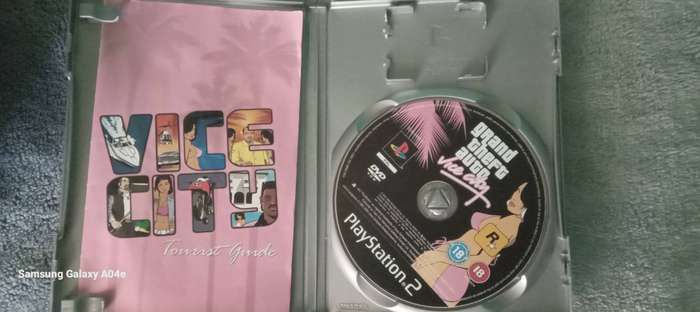 VICE
CITY
Tourist Guide
grand
theft
auto
Vice City
DVD
R
18
18
PlayStation 2
Samsung Galaxy A04e